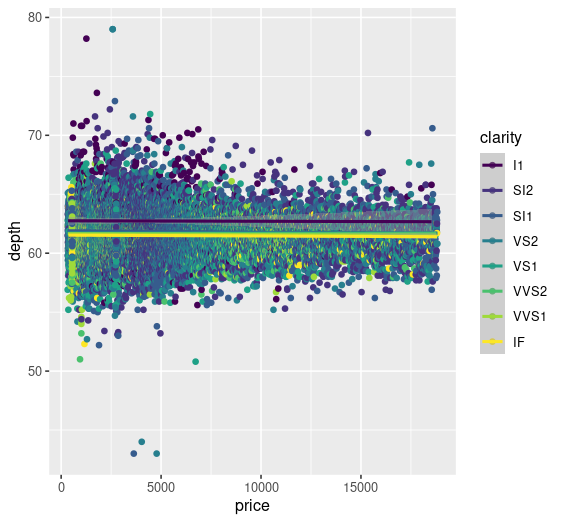 80
70
60
50
depth
0
5000
10000
15000
price
clarity
I1
SI2
SI1
VS2
VS1
VVS2
VVS1
IF